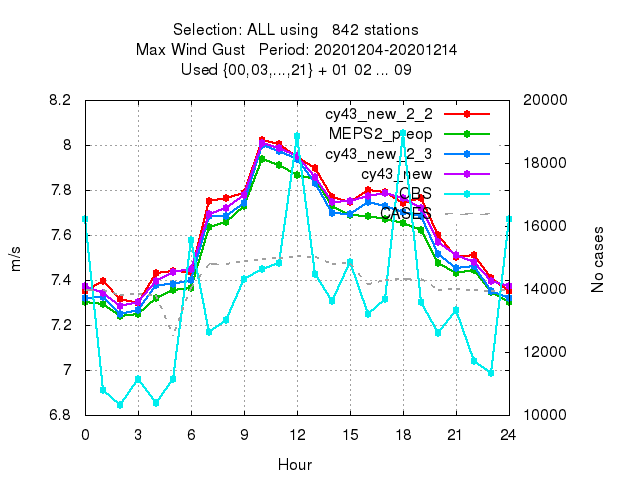 Selection: ALL using 842 stations
Max Wind Gust Period: 20201204-20201214
Used {00,03,...,21} + 01 02 ... 09
8.2
8
7.8
7.6
7.4
7.2
7
6.8
m/s
cy43_new_2_2
MEPS2_preop
cy43_new_2_3
cy43_new
OBS
CASES
20000
18000
16000
14000
12000
10000
No cases
0 3 6 9 12 15 18 21 24
Hour